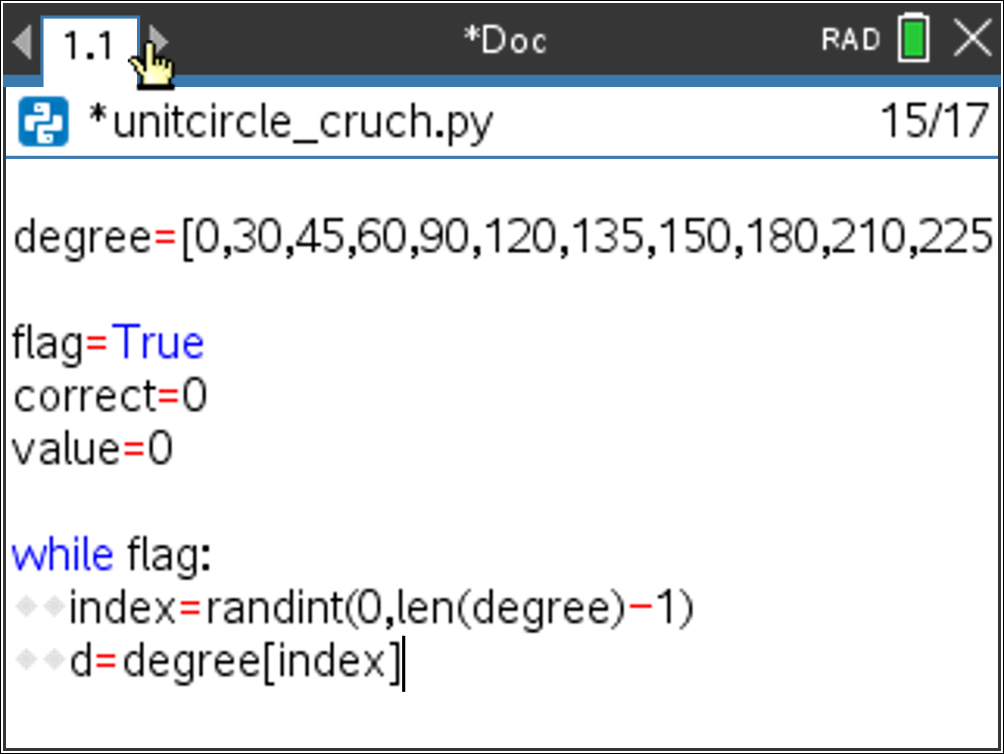 1.1 *Doc RAD
*unitcircle_cruch.py 15/17
degree=[0,30,45,60,90,120,135,150,180,210,225
flag=True
correct=0
value=0
while flag:
index=randint(0,len(degree)-1)
d=degree[index]